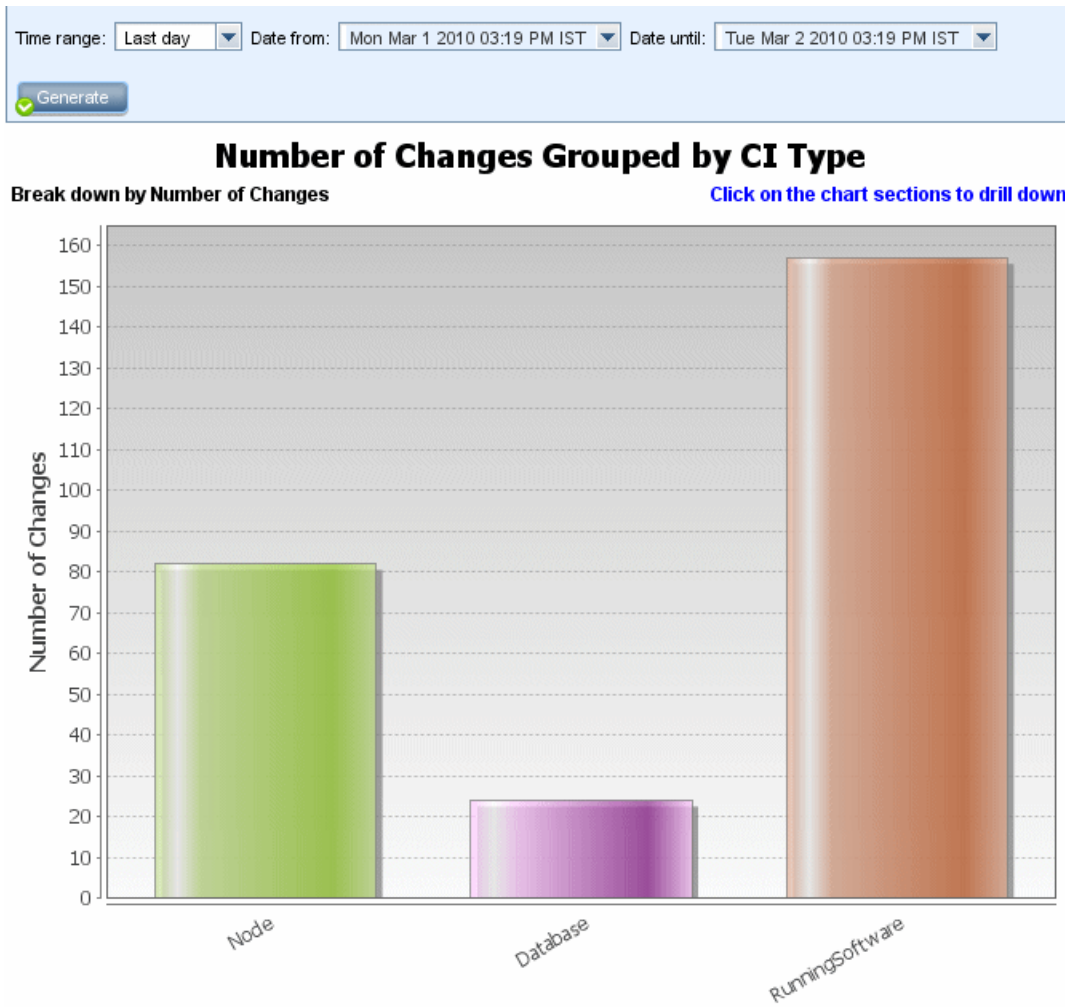 Time range: Last day Date from: Mon Mar 1 2010 03:19 PM IST Date until: Tue Mar 2 2010 03:19 PM IST
Generate
Number of Changes Grouped by CI Type
Break down by Number of Changes Click on the chart sections to drill down
Number of Changes
160
150
140
130
120
110
100
90
80
70
60
50
40
30
20
10
0
Node Database RunningSoftware